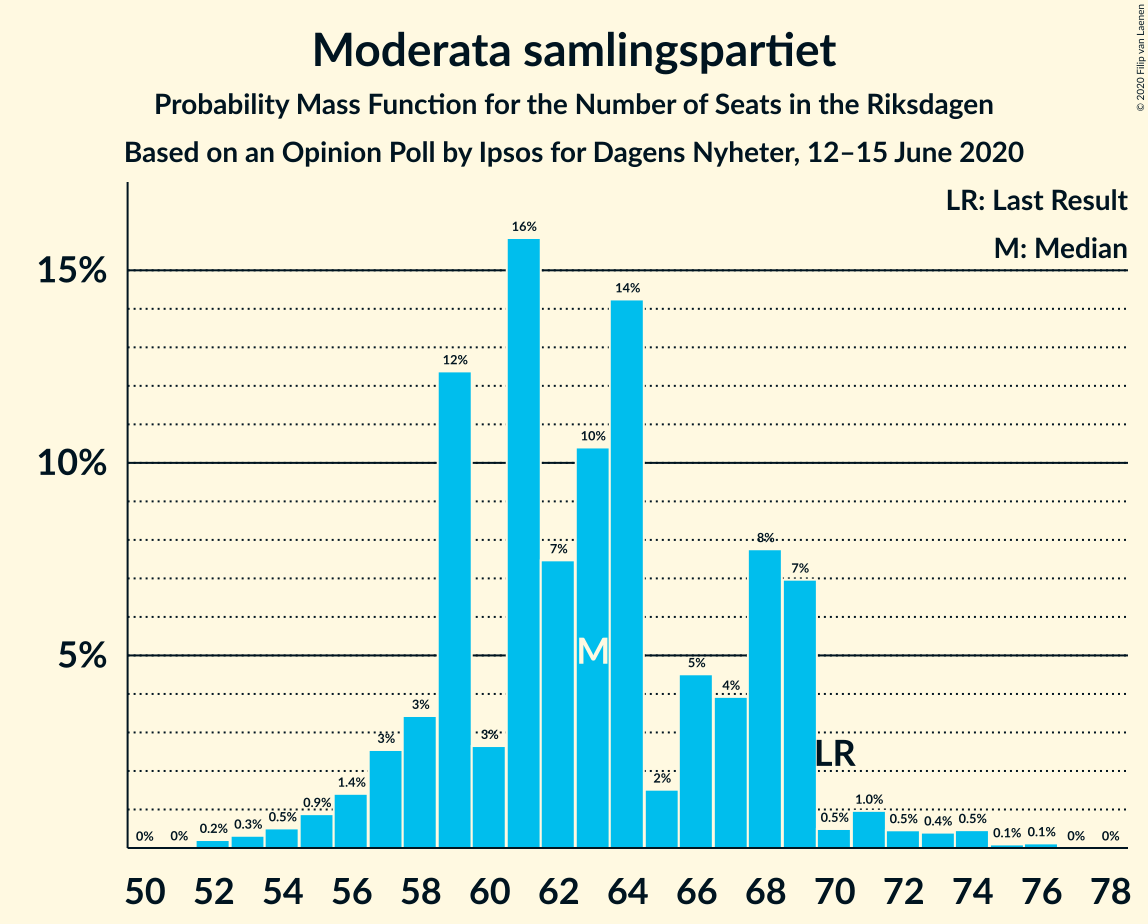 Moderata samlingspartiet
Probability Mass Function for the Number of Seats in the Riksdagen
Based on an Opinion Poll by Ipsos for Dagens Nyheter, 12–15 June 2020
© 2020 Filip van Laenen
LR: Last Result
M: Median
15%
10%
5%
0% 0% 0.2% 0.3% 0.5% 0.9% 1.4% 3% 3% 12% 3% 16% 7% 10% 14% 2% 5% 4% 8% 7% 0.5% 1.0% 0.5% 0.4% 0.5% 0.1% 0.1% 0% 0%
M
LR
50 52 54 56 58 60 62 64 66 68 70 72 74 76 78